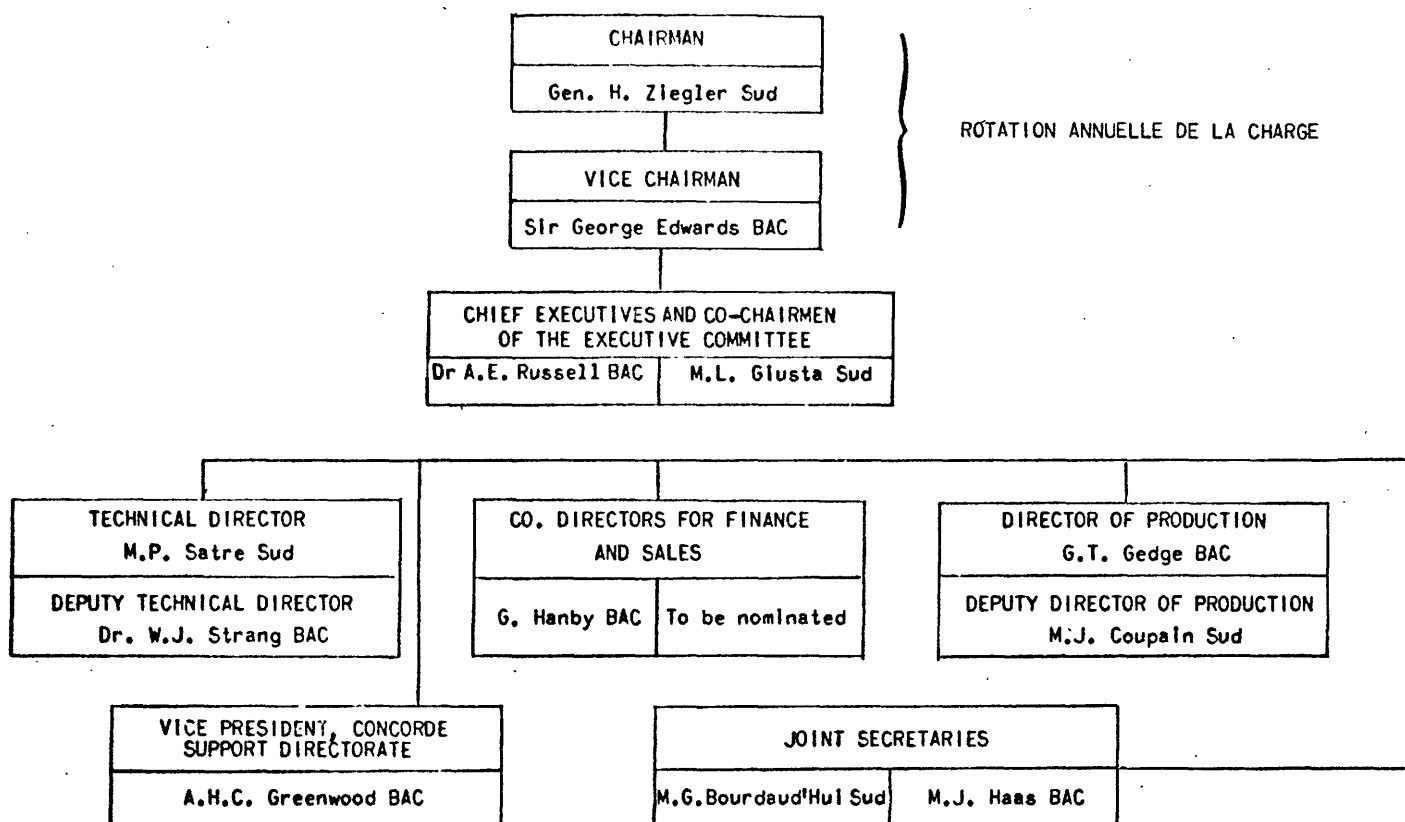 CHAIRMAN
Gen. H. Ziegler Sud
ROTATION ANNUELLE DE LA CHARGE
VICE CHAIRMAN
Sir George Edwards BAC
CHIEF EXECUTIVES AND CO-CHAIRMEN
OF THE EXECUTIVE COMMITTEE
Dr A.E. Russell BAC
M.L. Giusta Sud
TECHNICAL DIRECTOR
M.P. Satre Sud
DEPUTY TECHNICAL DIRECTOR
Dr. W.J. Strang BAC
CO. DIRECTORS FOR FINANCE
AND SALES
G. Hanby BAC
To be nominated
DIRECTOR OF PRODUCTION
G.T. Gedge BAC
DEPUTY DIRECTOR OF PRODUCTION
M.J. Coupain Sud
VICE PRESIDENT, CONCORDE
SUPPORT DIRECTORATE
A.H.C. Greenwood BAC
JOINT SECRETARIES
M.G.Bourdaud'Hui Sud
M.J. Haas BAC